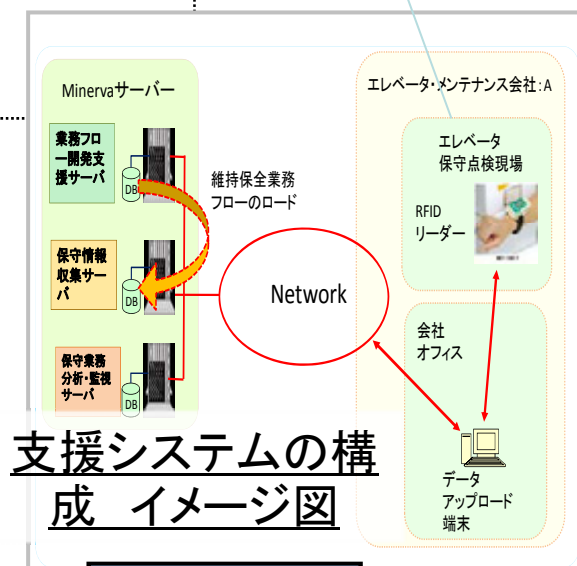 Minervaサーバー
業務フロ
ー開発支
援サーバ
DB
保守情報
収集サー
バ
DB
保守業務
分析・監視
サーバ
DB
維持保全業務
フローのロード
Network
エレベータ・メンテナンス会社：A
エレベータ
保守点検現場
RFID
リーダー
会社
オフィス
データ
アップロード
端末
支援システムの構
成　イメージ図